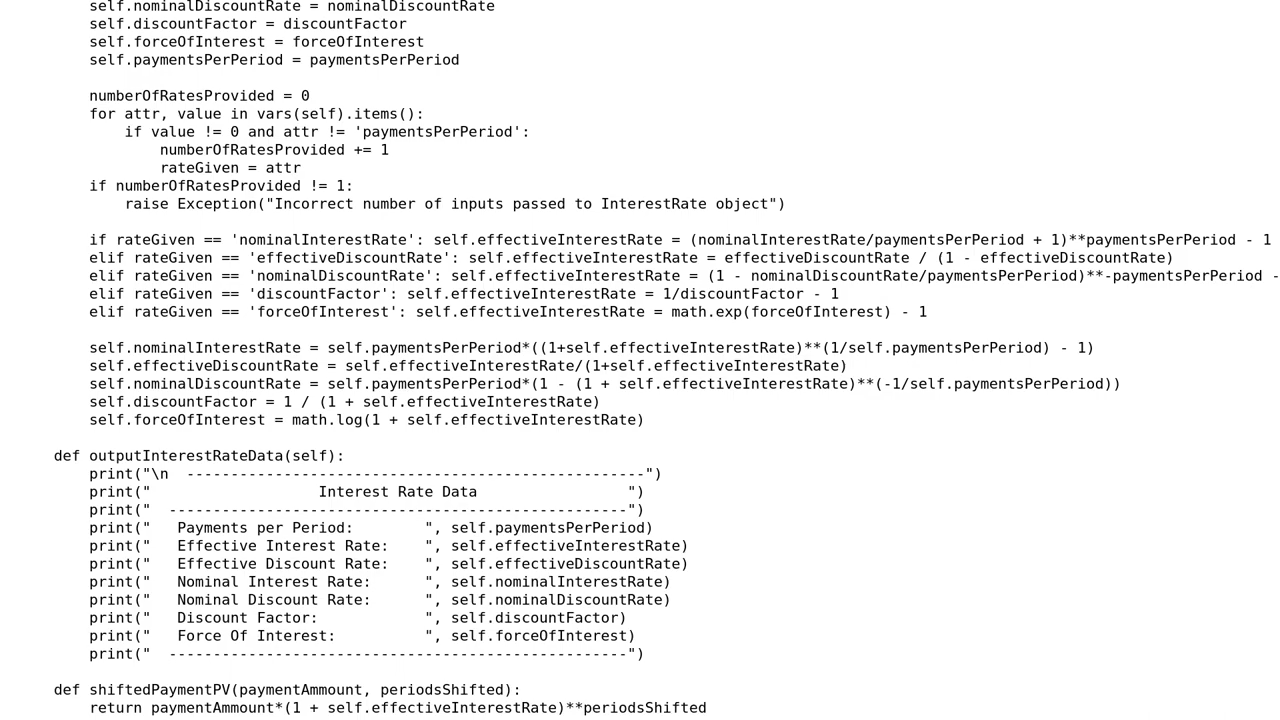 self.nominalDiscountRate = nominalDiscountRate
self.discountFactor = discountFactor
self.forceOfInterest = forceOfInterest
self.paymentsPerPeriod = paymentsPerPeriod
numberOfRatesProvided = 0
for attr, value in vars(self).items():
if value != 0 and attr != 'paymentsPerPeriod':
numberOfRatesProvided += 1
rateGiven = attr
if numberOfRatesProvided != 1:
raise Exception("Incorrect number of inputs passed to InterestRate object")
if rateGiven == 'nominalInterestRate': self.effectiveInterestRate = (nominalInterestRate/paymentsPerPeriod + 1)**paymentsPerPeriod - 1
elif rateGiven == 'effectiveDiscountRate': self.effectiveInterestRate = effectiveDiscountRate / (1 - effectiveDiscountRate)
elif rateGiven == 'nominalDiscountRate': self.effectiveInterestRate = (1 - nominalDiscountRate/paymentsPerPeriod)**-paymentsPerPeriod -
elif rateGiven == 'discountFactor': self.effectiveInterestRate = 1/discountFactor - 1
elif rateGiven == 'forceOfInterest': self.effectiveInterestRate = math.exp(forceOfInterest) - 1
self.nominalInterestRate = self.paymentsPerPeriod*((1+self.effectiveInterestRate)**(1/self.paymentsPerPeriod) - 1)
self.effectiveDiscountRate = self.effectiveInterestRate/(1+self.effectiveInterestRate)
self.nominalDiscountRate = self.paymentsPerPeriod*(1 - (1 + self.effectiveInterestRate)**(-1/self.paymentsPerPeriod))
self.discountFactor = 1 / (1 + self.effectiveInterestRate)
self.forceOfInterest = math.log(1 + self.effectiveInterestRate)
def outputInterestRateData(self):
print("\n  ----------------------------------------------------")
print("                   Interest Rate Data                 ")
print("  ----------------------------------------------------")
print("   Payments per Period:        ", self.paymentsPerPeriod)
print("   Effective Interest Rate:    ", self.effectiveInterestRate)
print("   Effective Discount Rate:    ", self.effectiveDiscountRate)
print("   Nominal Interest Rate:      ", self.nominalInterestRate)
print("   Nominal Discount Rate:      ", self.nominalDiscountRate)
print("   Discount Factor:            ", self.discountFactor)
print("   Force Of Interest:          ", self.forceOfInterest)
print("  ----------------------------------------------------")
def shiftedPaymentPV(paymentAmmount, periodsShifted):
return paymentAmmount*(1 + self.effectiveInterestRate)**periodsShifted